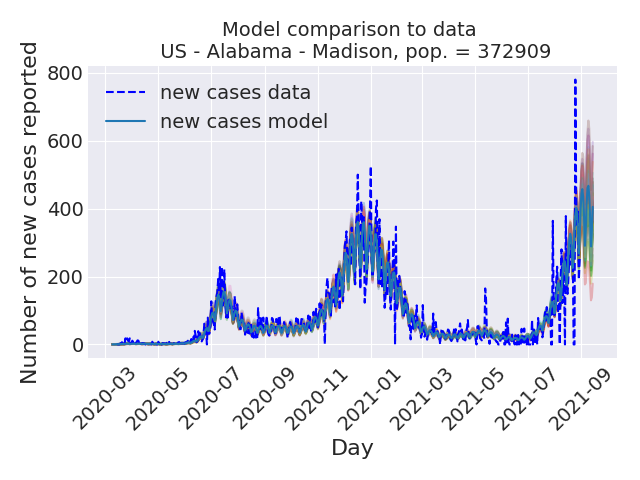 Model comparison to data
US - Alabama - Madison, pop. = 372909
Number of new cases reported
800
600
400
200
0
new cases data
new cases model
2020-03
2020-05
2020-07
2020-09
2020-11
2021-01
2021-03
2021-05
2021-07
2021-09
Day